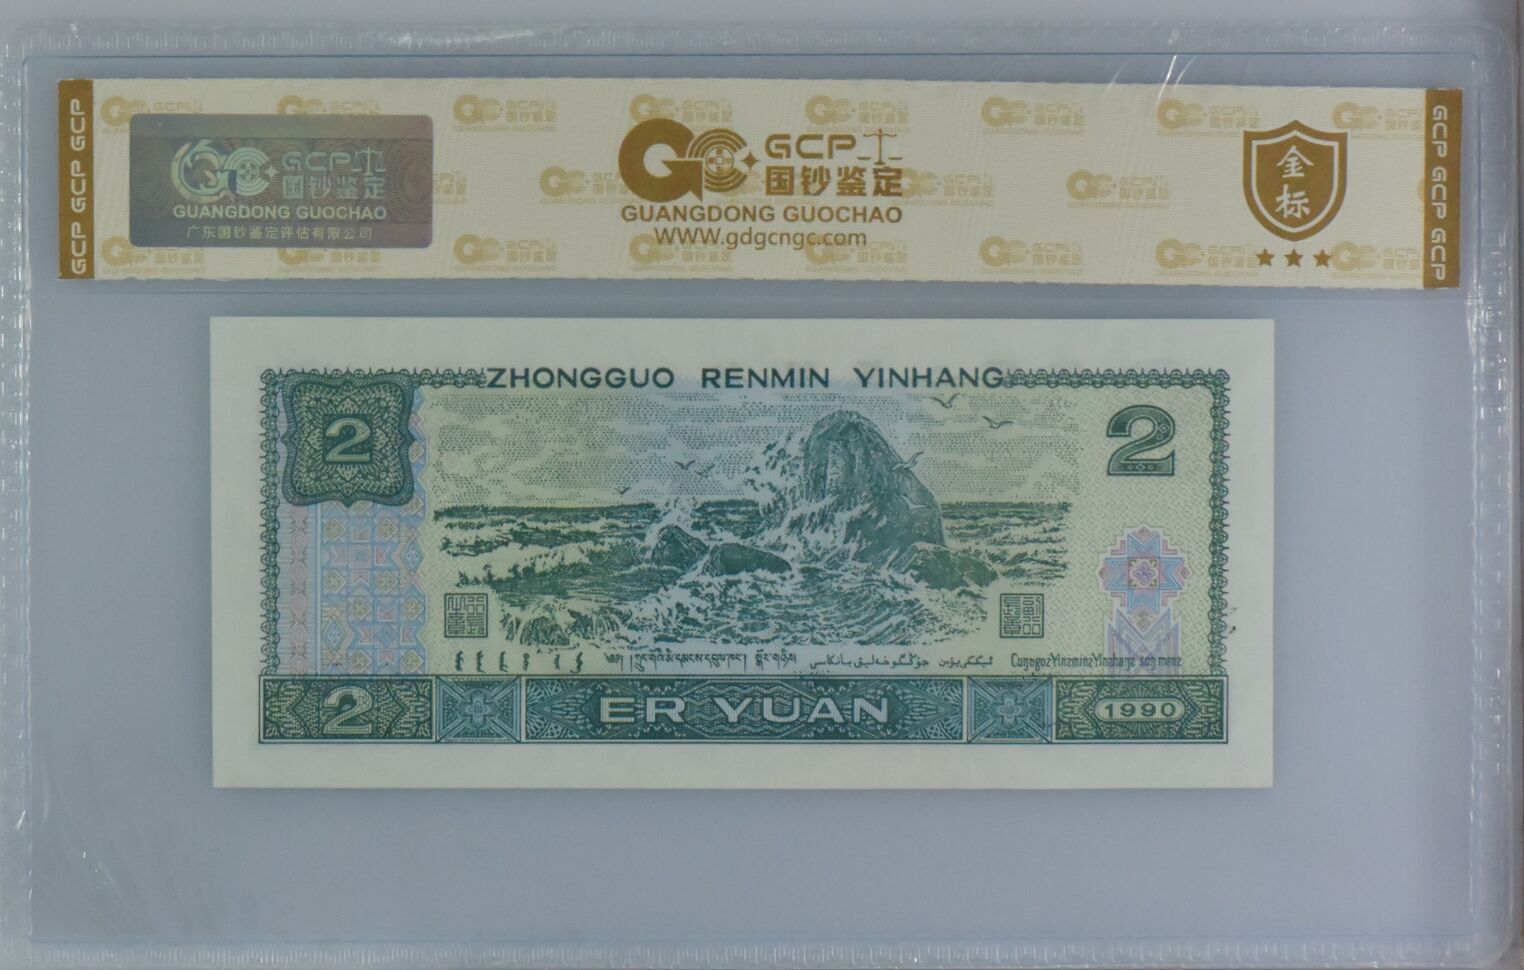 GCP GCP GCP
GCP
国钞鉴定
GUANGDONG GUOCHAO
广东国钞鉴定评估有限公司
GCP
国钞鉴定
GUANGDONG GUOCHAO
WWW.gdgcngc.com
金标
GCP GCP GCP
ZHONGGUO RENMIN YINHANG
2
2
2
ER YUAN
1990